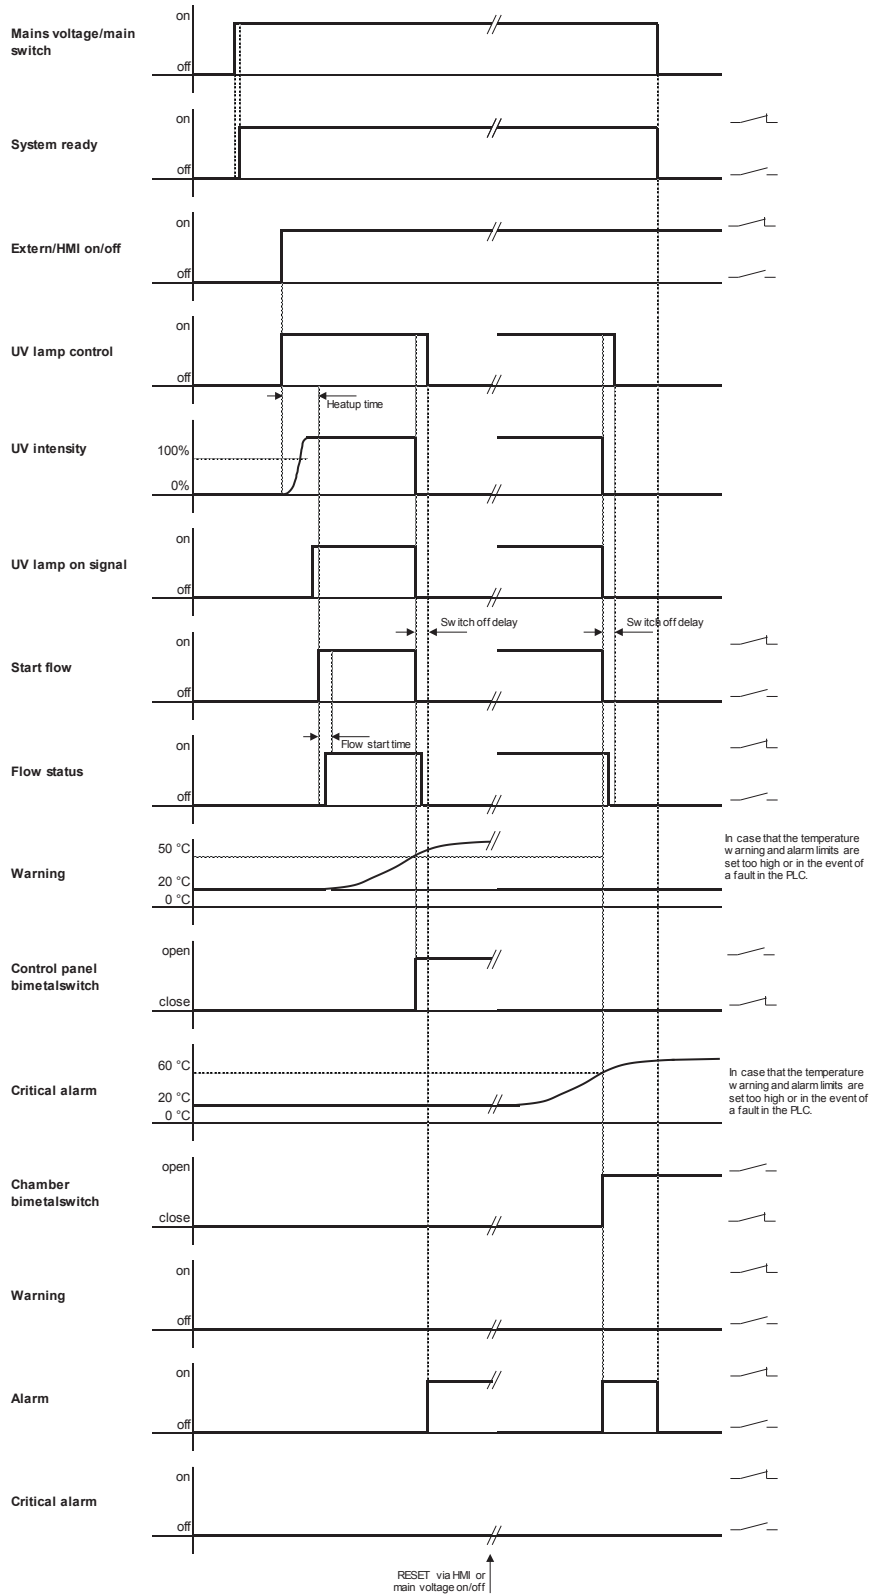 on
Mains voltage/main
switch
off
on
System ready
off
on
Extern/HMI on/off
off
on
UV lamp control
off
Heatup time
UV intensity
100%
0%
on
UV lamp on signal
off
Switch off delay
Switch off delay
on
Start flow
off
Flow start time
on
Flow status
off
50 °C
Warning
20 °C
0 °C
In case that the temperature
warning and alarm limits are
set too high or in the event of
a fault in the PLC.
open
Control panel
bimetalswitch
close
60 °C
Critical alarm
20 °C
0 °C
In case that the temperature
warning and alarm limits are
set too high or in the event of
a fault in the PLC.
open
Chamber
bimetalswitch
close
on
Warning
off
on
Alarm
off
on
Critical alarm
off
RESET via HMI or
main voltage on/off